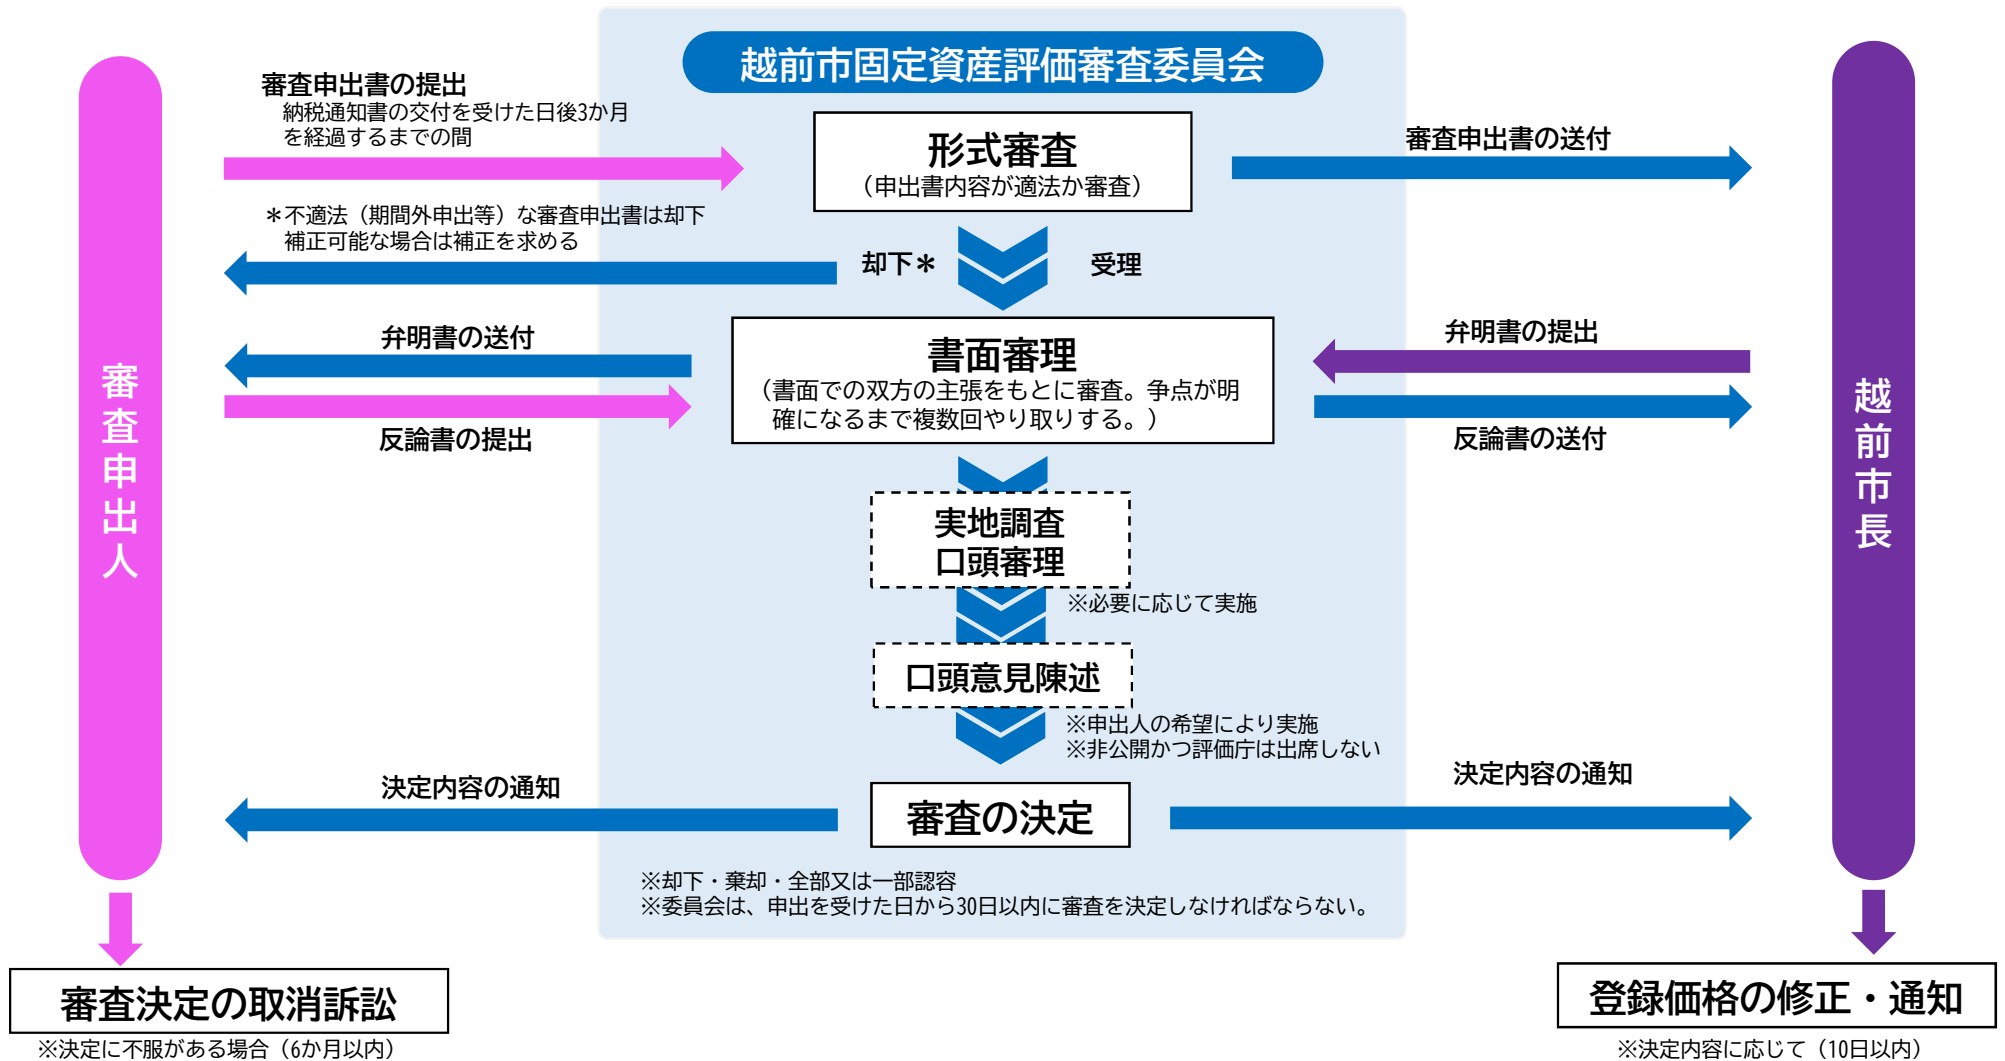 越前市固定資産評価審査委員会
審査申出書の提出
納税通知書の交付を受けた日後3か月
を経過するまでの間
形式審査
（申出書内容が適法か審査）
審査申出書の送付
＊不適法（期間外申出等）な審査申出書は却下
補正可能な場合は補正を求める
却下＊
受理
弁明書の送付
書面審理
（書面での双方の主張をもとに審査。争点が明
確になるまで複数回やり取りする。）
弁明書の提出
反論書の提出
反論書の送付
審査申出人
越前市長
実地調査
口頭審理
※必要に応じて実施
口頭意見陳述
※申出人の希望により実施
※非公開かつ評価庁は出席しない
決定内容の通知
審査の決定
決定内容の通知
※却下・棄却・全部又は一部認容
※委員会は、申出を受けた日から30日以内に審査を決定しなければならない。
審査決定の取消訴訟
※決定に不服がある場合（6か月以内）
登録価格の修正・通知
※決定内容に応じて（10日以内）